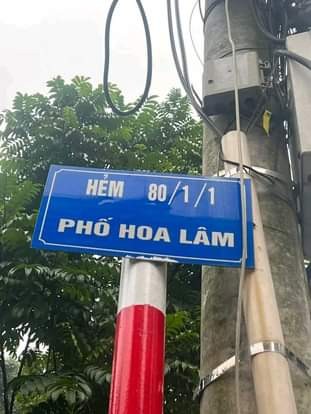 HẺM 80/1/1
PHỐ HOA LÂM